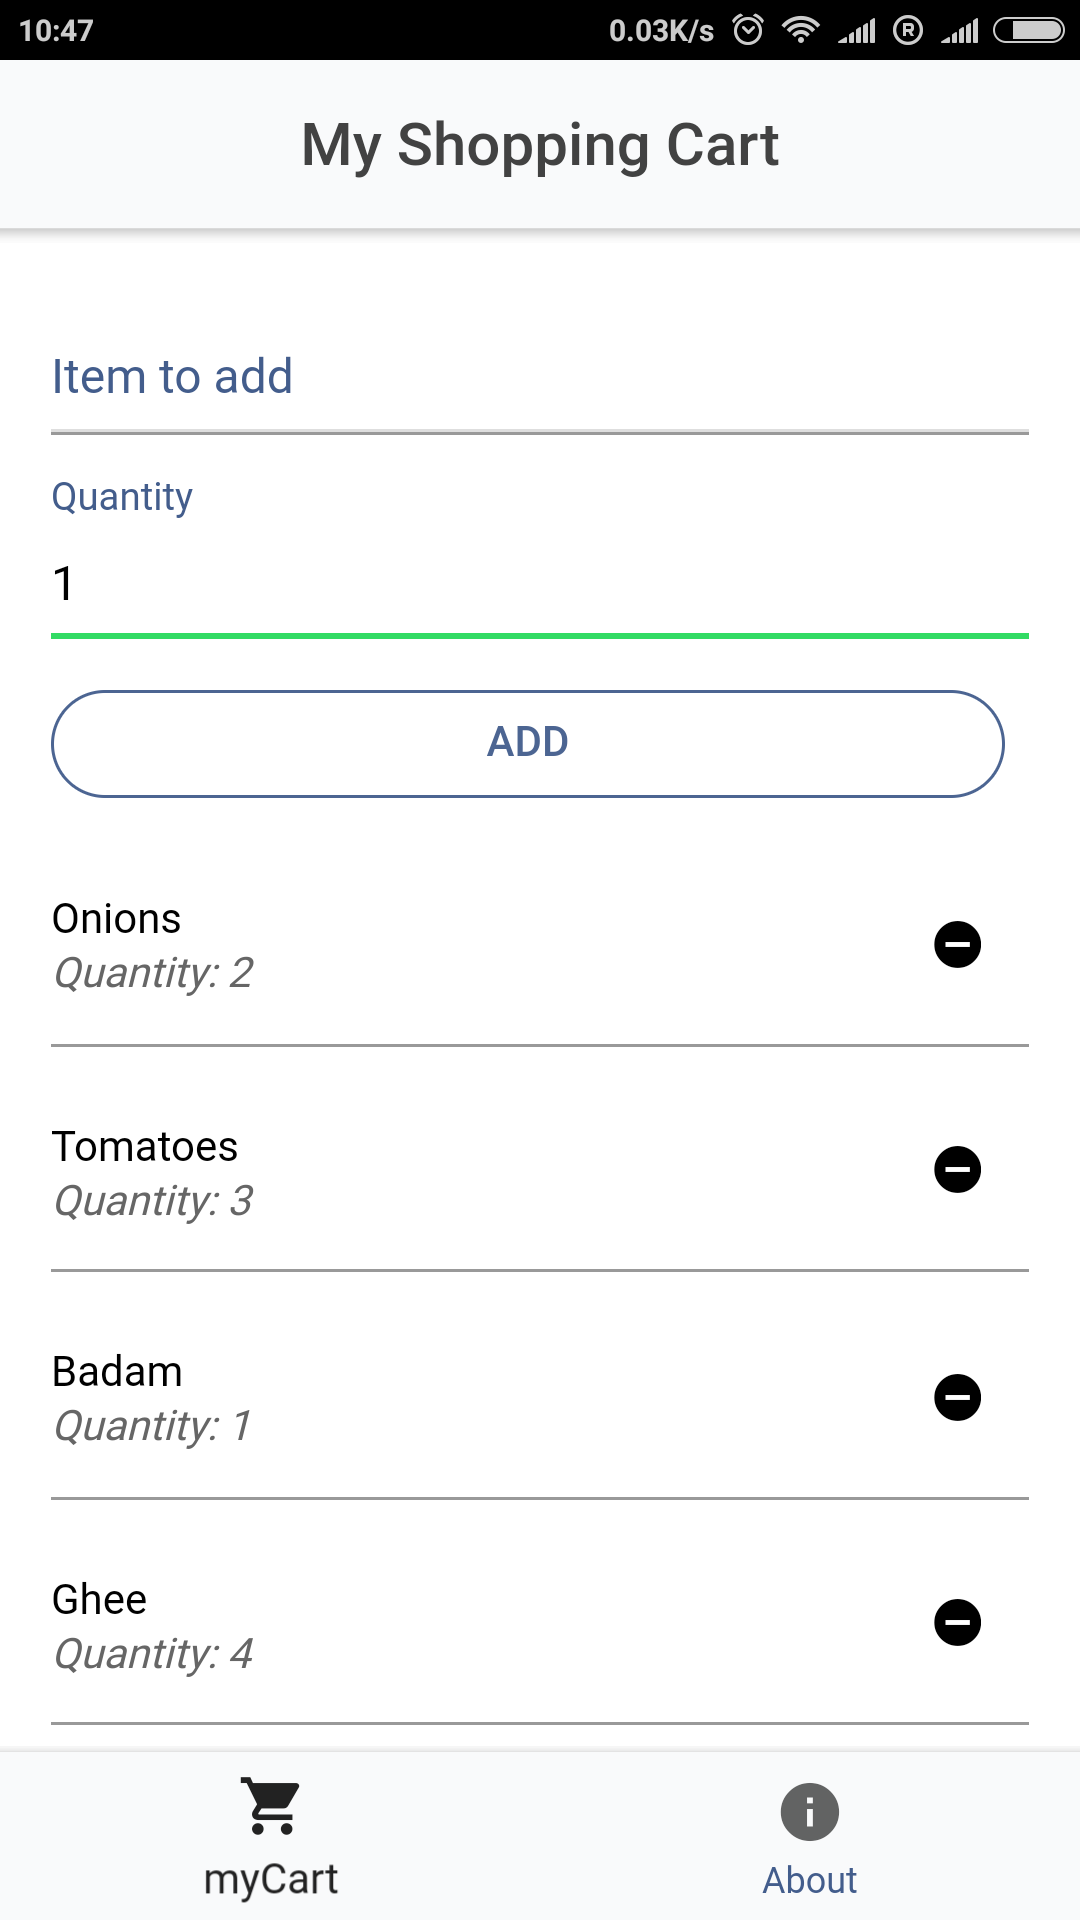 10:47 0.03K/s R
My Shopping Cart
Item to add
Quantity
1
ADD
Onions
Quantity: 2
Tomatoes
Quantity: 3
Badam
Quantity: 1
Ghee
Quantity: 4
myCart About